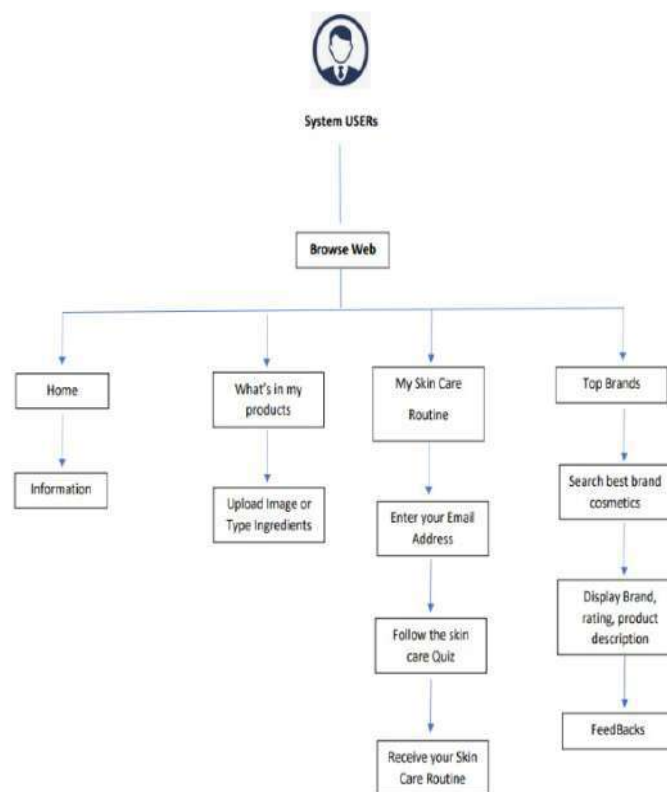 System USERs
Browse Web
Home
What's in my
products
My Skin Care
Routine
Top Brands
Information
Upload Image or
Type Ingredients
Enter your Email
Address
Search best brand
cosmetics
Follow the skin
care Quiz
Display Brand,
rating, product
description
Receive your Skin
Care Routine
FeedBacks